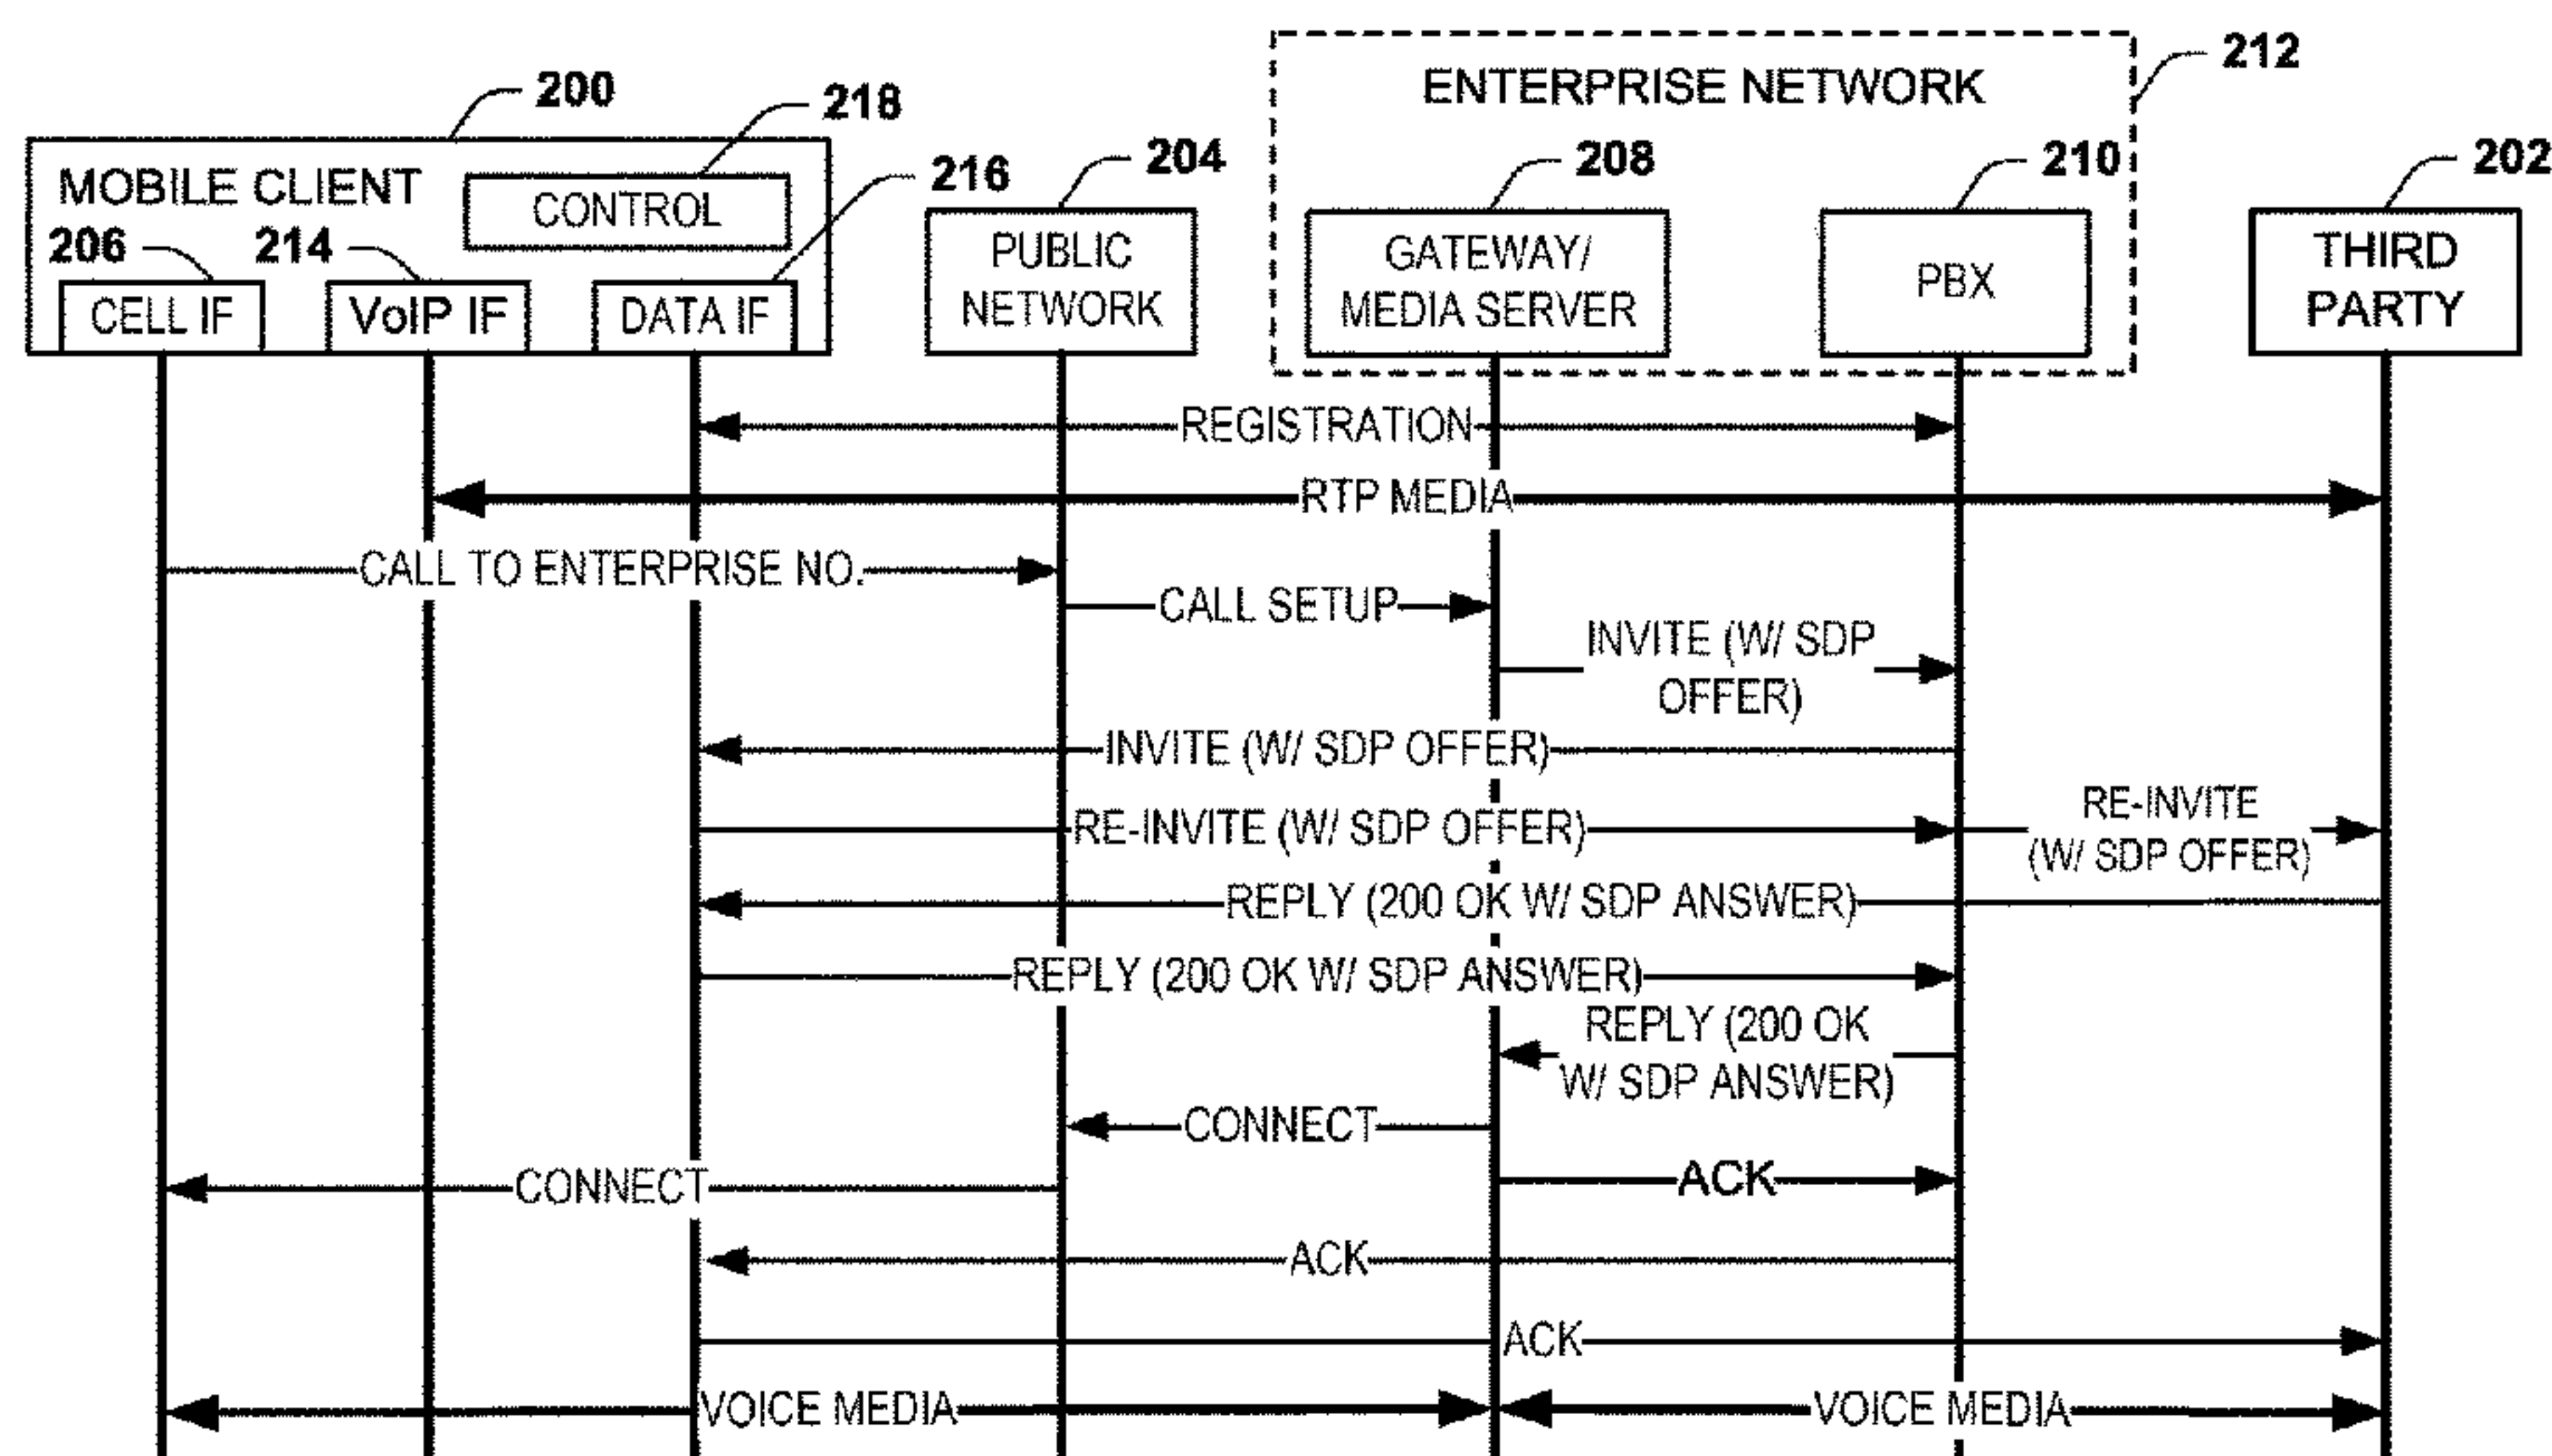 212
ENTERPRISE NETWORK
200
218
204
208
210
202
MOBILE CLIENT
CONTROL
216
206
214
CELL IF
VoIP IF
DATA IF
PUBLIC
NETWORK
GATEWAY/
MEDIA SERVER
PBX
THIRD
PARTY
REGISTRATION
RTP MEDIA
CALL TO ENTERPRISE NO.
CALL SETUP
INVITE (W/ SDP
OFFER)
INVITE (W/ SDP OFFER)
RE-INVITE (W/ SDP OFFER)
RE-INVITE
(W/ SDP OFFER)
REPLY (200 OK W/ SDP ANSWER)
REPLY (200 OK W/ SDP ANSWER)
REPLY (200 OK
W/ SDP ANSWER)
CONNECT
CONNECT
ACK
ACK
ACK
VOICE MEDIA
VOICE MEDIA